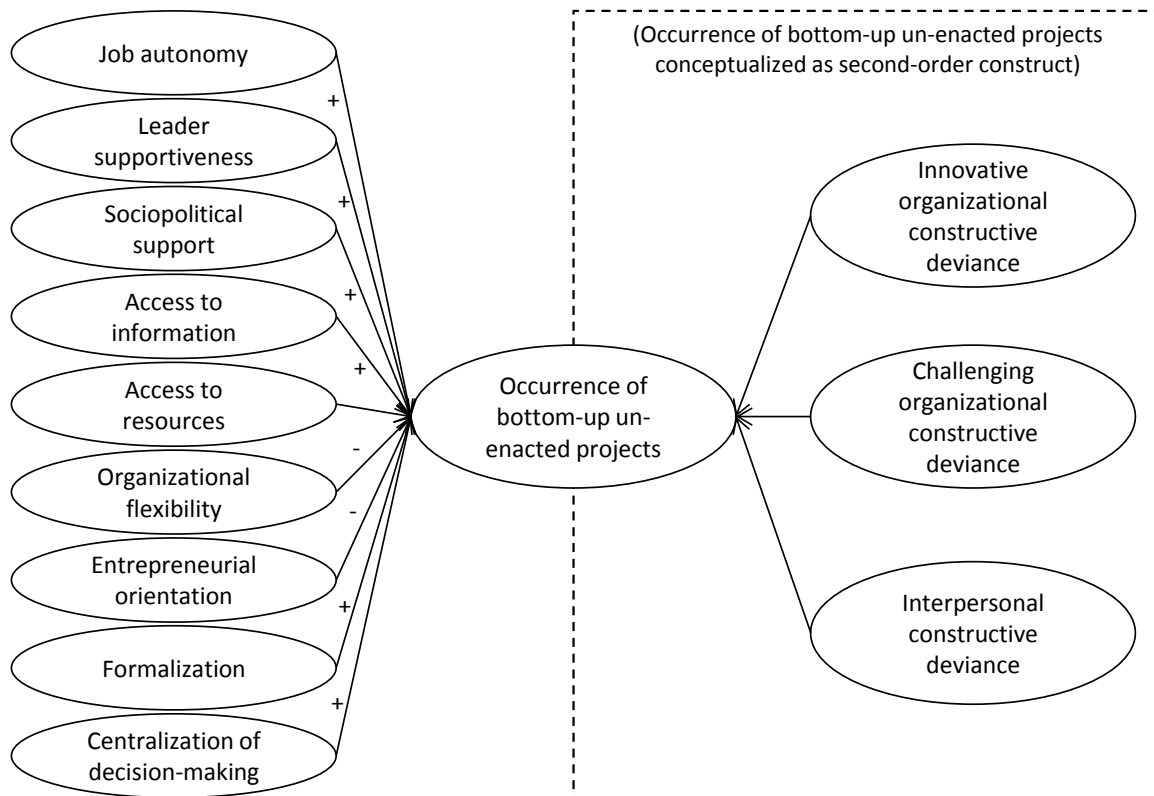 Job autonomy
Leader
supportiveness
Sociopolitical
support
Access to
information
Access to
resources
Organizational
flexibility
Entrepreneurial
orientation
Formalization
Centralization of
decision-making
+
+
+
+
-
-
+
+
Occurrence of
bottom-up un-
enacted projects
(Occurrence of bottom-up un-enacted projects
conceptualized as second-order construct)
Innovative
organizational
constructive
deviance
Challenging
organizational
constructive
deviance
Interpersonal
constructive
deviance